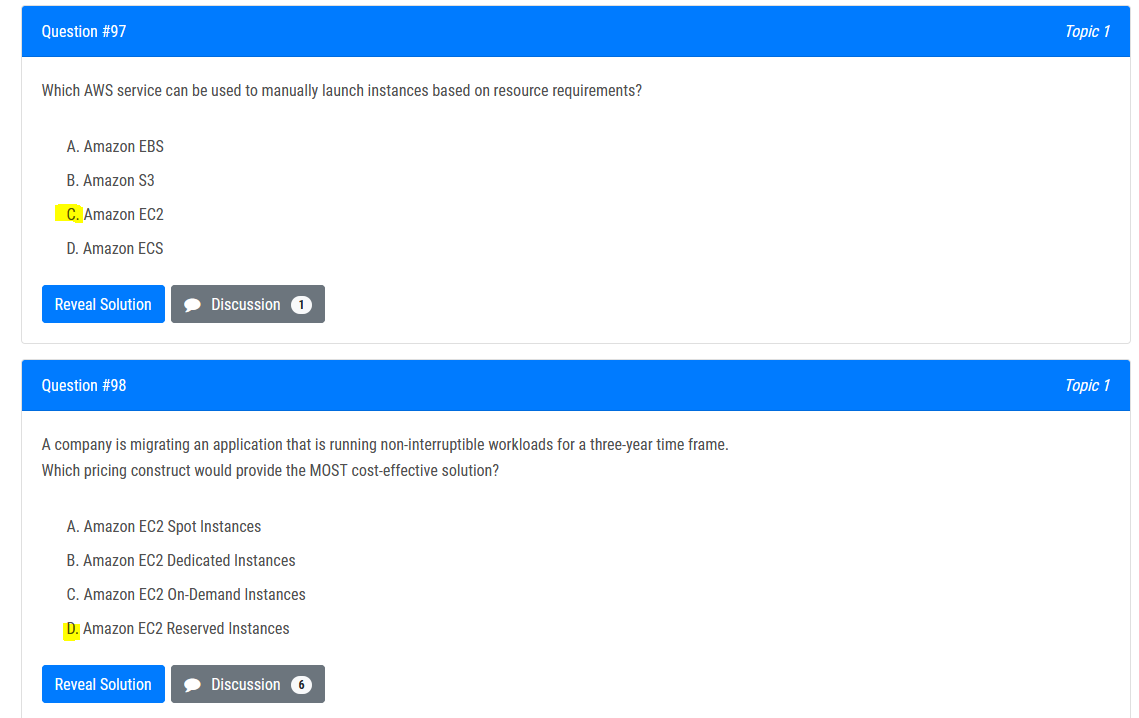 Question #97
Topic 1
Which AWS service can be used to manually launch instances based on resource requirements?
A. Amazon EBS
B. Amazon S3
C. Amazon EC2
D. Amazon ECS
Reveal Solution
Discussion 1
Question #98
Topic 1
A company is migrating an application that is running non-interruptible workloads for a three-year time frame.
Which pricing construct would provide the MOST cost-effective solution?
A. Amazon EC2 Spot Instances
B. Amazon EC2 Dedicated Instances
C. Amazon EC2 On-Demand Instances
D. Amazon EC2 Reserved Instances
Reveal Solution
Discussion 6